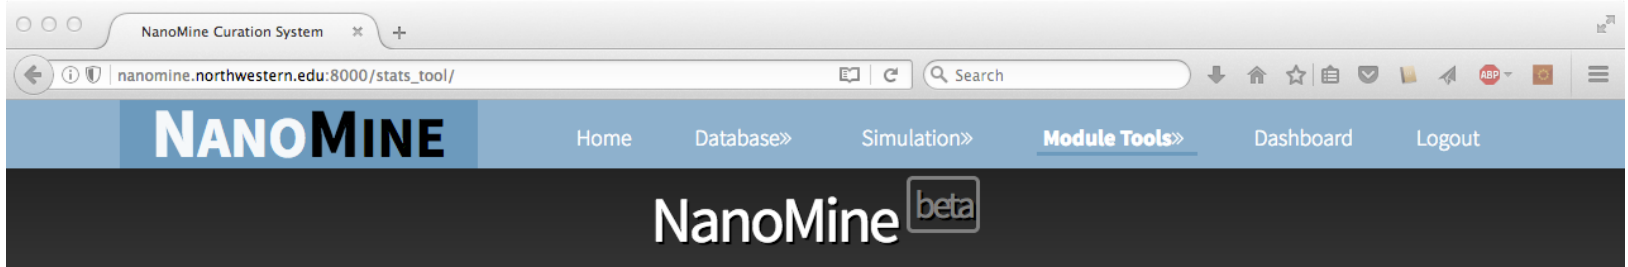 NanoMine Curation System
nanomine.northwestern.edu:8000/stats_tool/
Search
ABP
NANOMINE
Home
Database»
Simulation»
Module Tools»
Dashboard
Logout
NanoMine beta